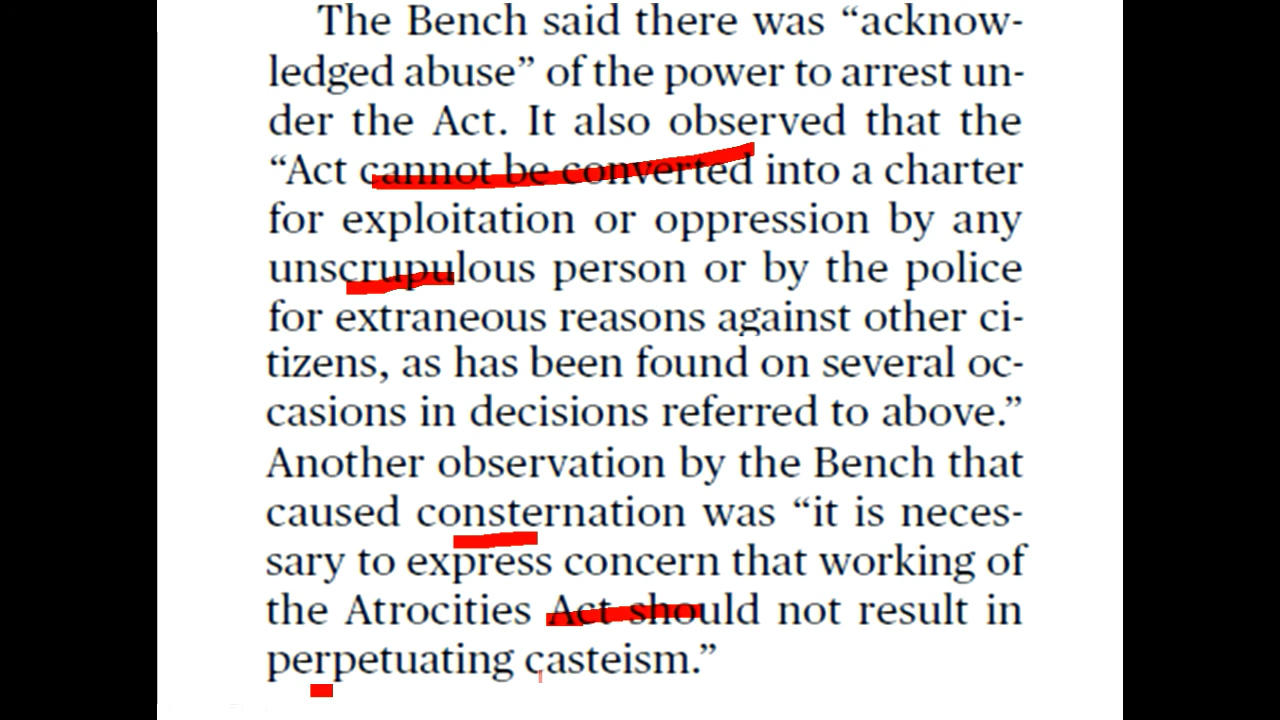 The Bench said there was “acknow-
ledged abuse” of the power to arrest un-
der the Act. It also observed that the
“Act cannot be converted into a charter
for exploitation or oppression by any
unscrupulous person or by the police
for extraneous reasons against other ci-
tizens, as has been found on several oc-
casions in decisions referred to above.”
Another observation by the Bench that
caused consternation was “it is neces-
sary to express concern that working of
the Atrocities Act should not result in
perpetuating casteism.”